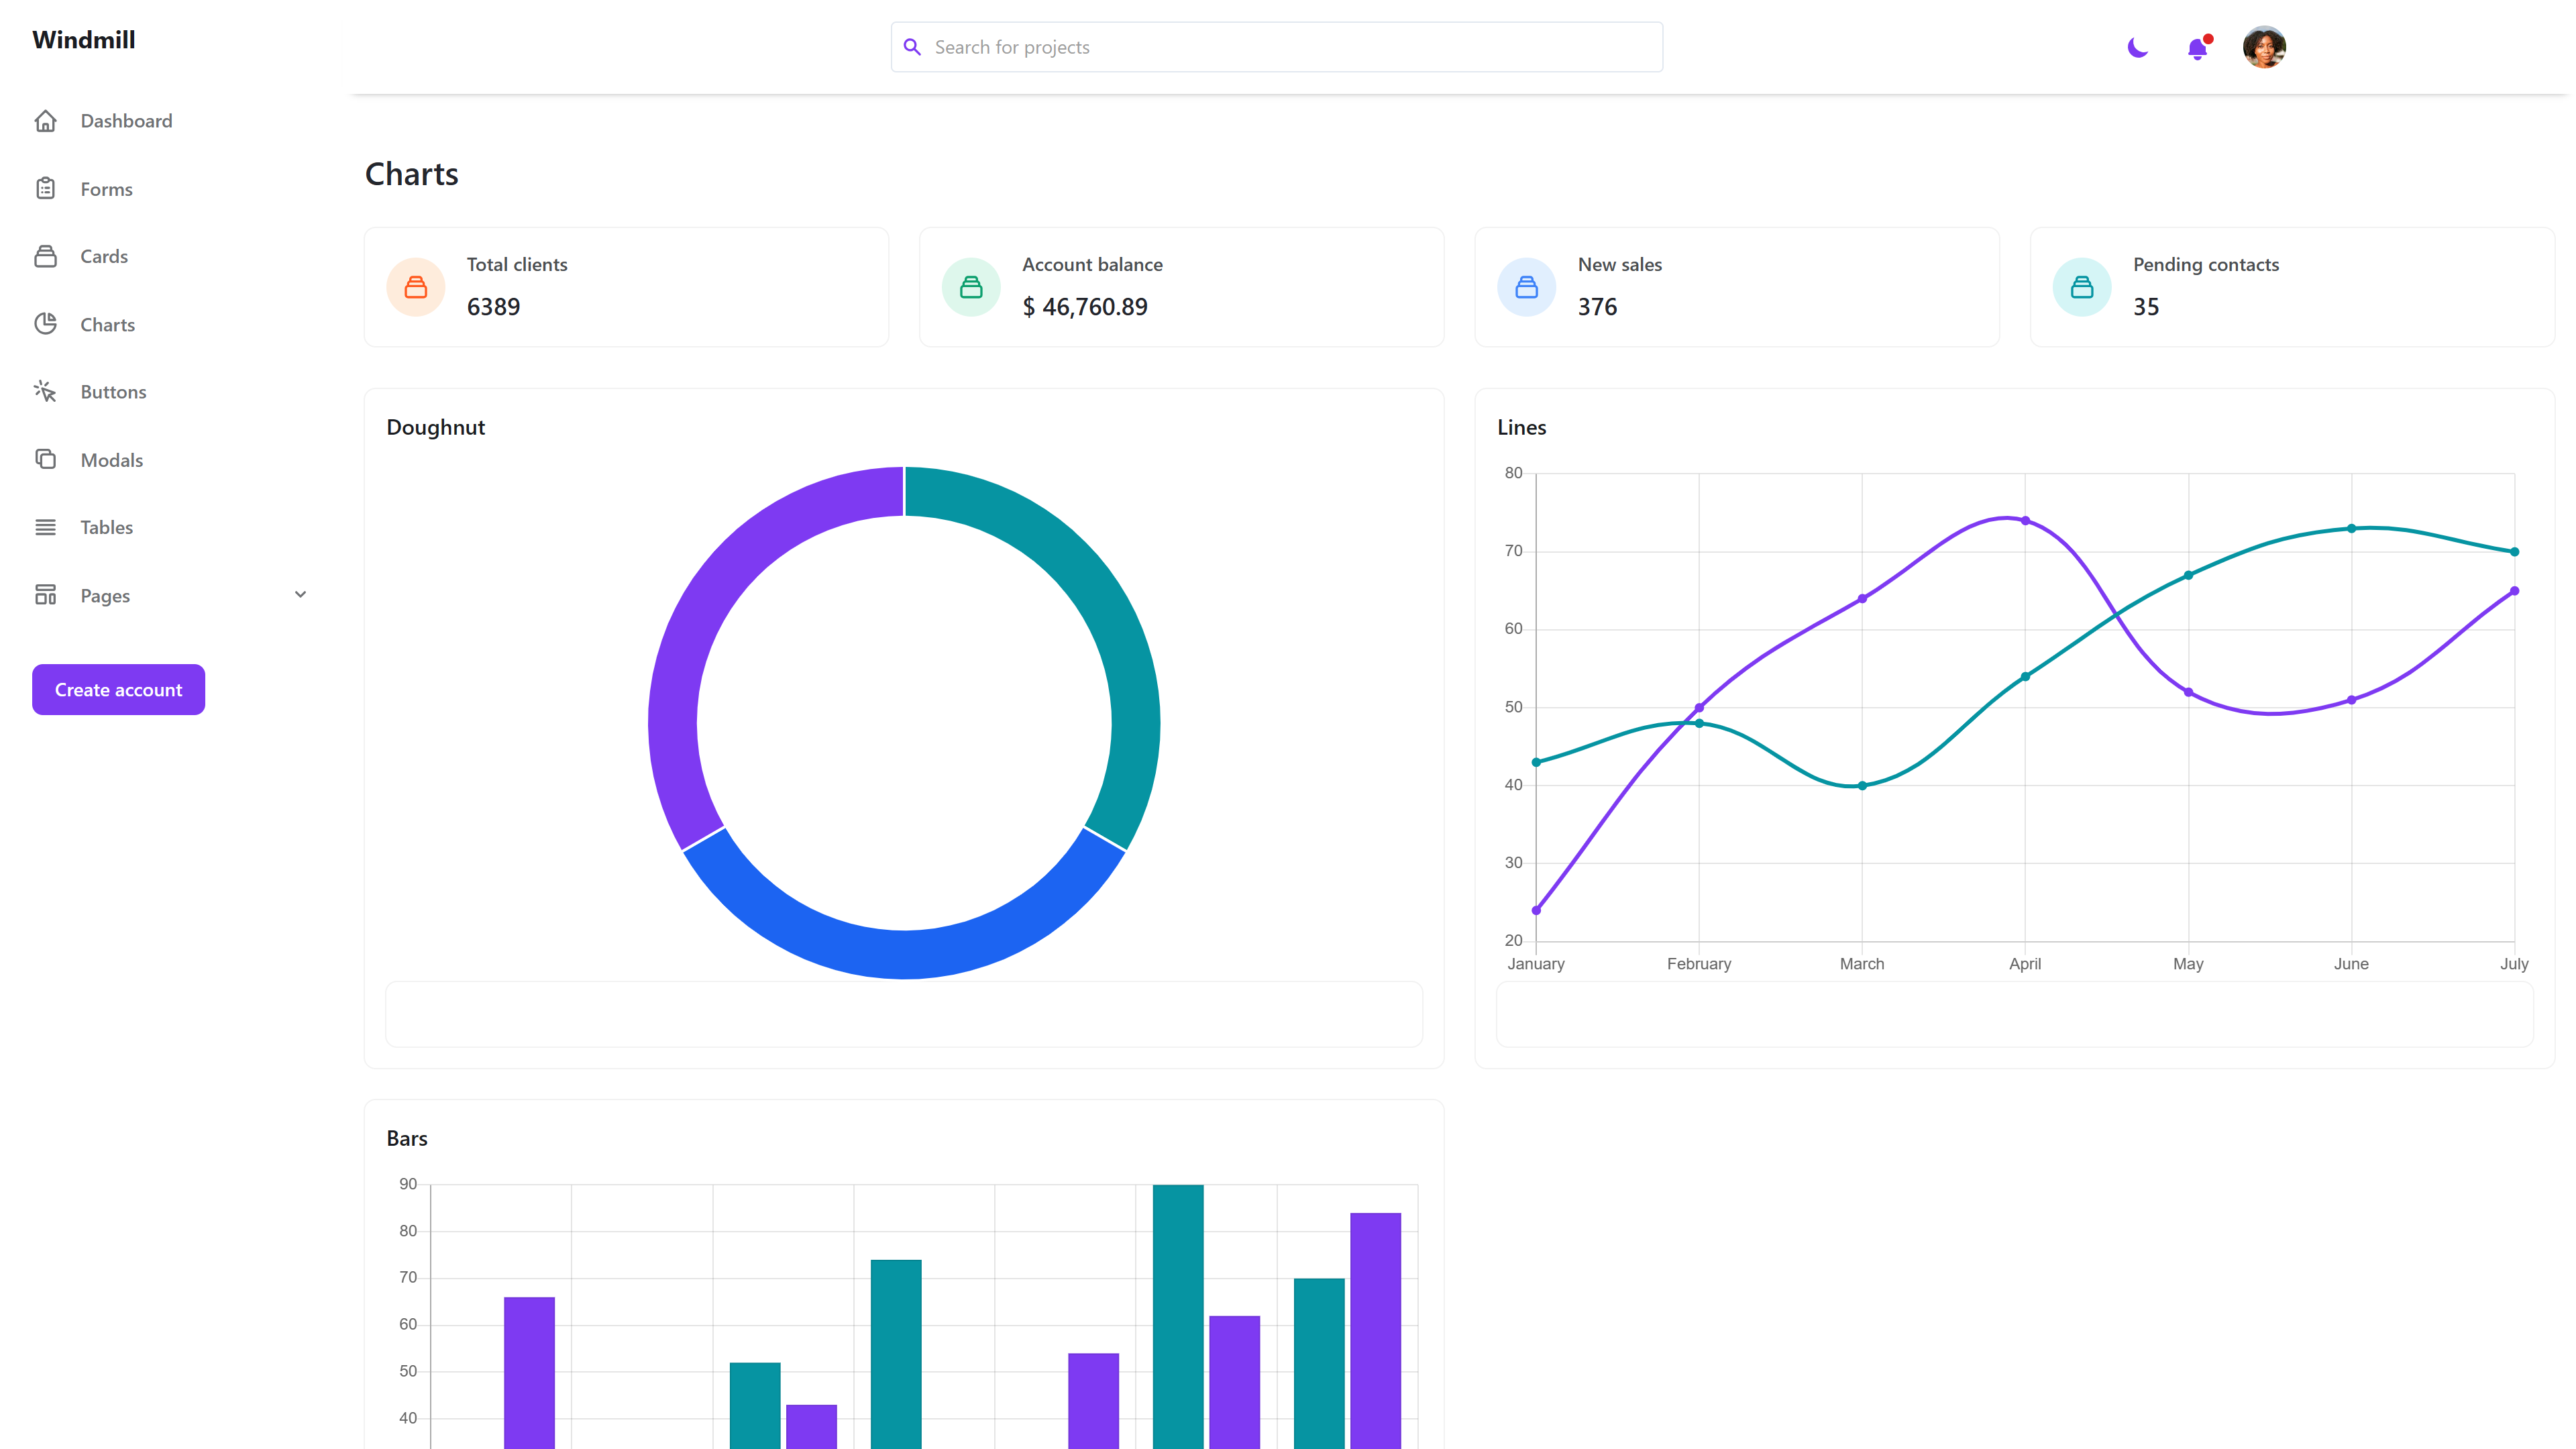 Windmill
Search for projects
Dashboard
Forms
Cards
Charts
Buttons
Modals
Tables
Pages
Create account
Charts
Total clients
6389
Account balance
$ 46,760.89
New sales
376
Pending contacts
35
Doughnut
Lines
80
70
60
50
40
30
20
January February March April May June July
Bars
90
80
70
60
50
40